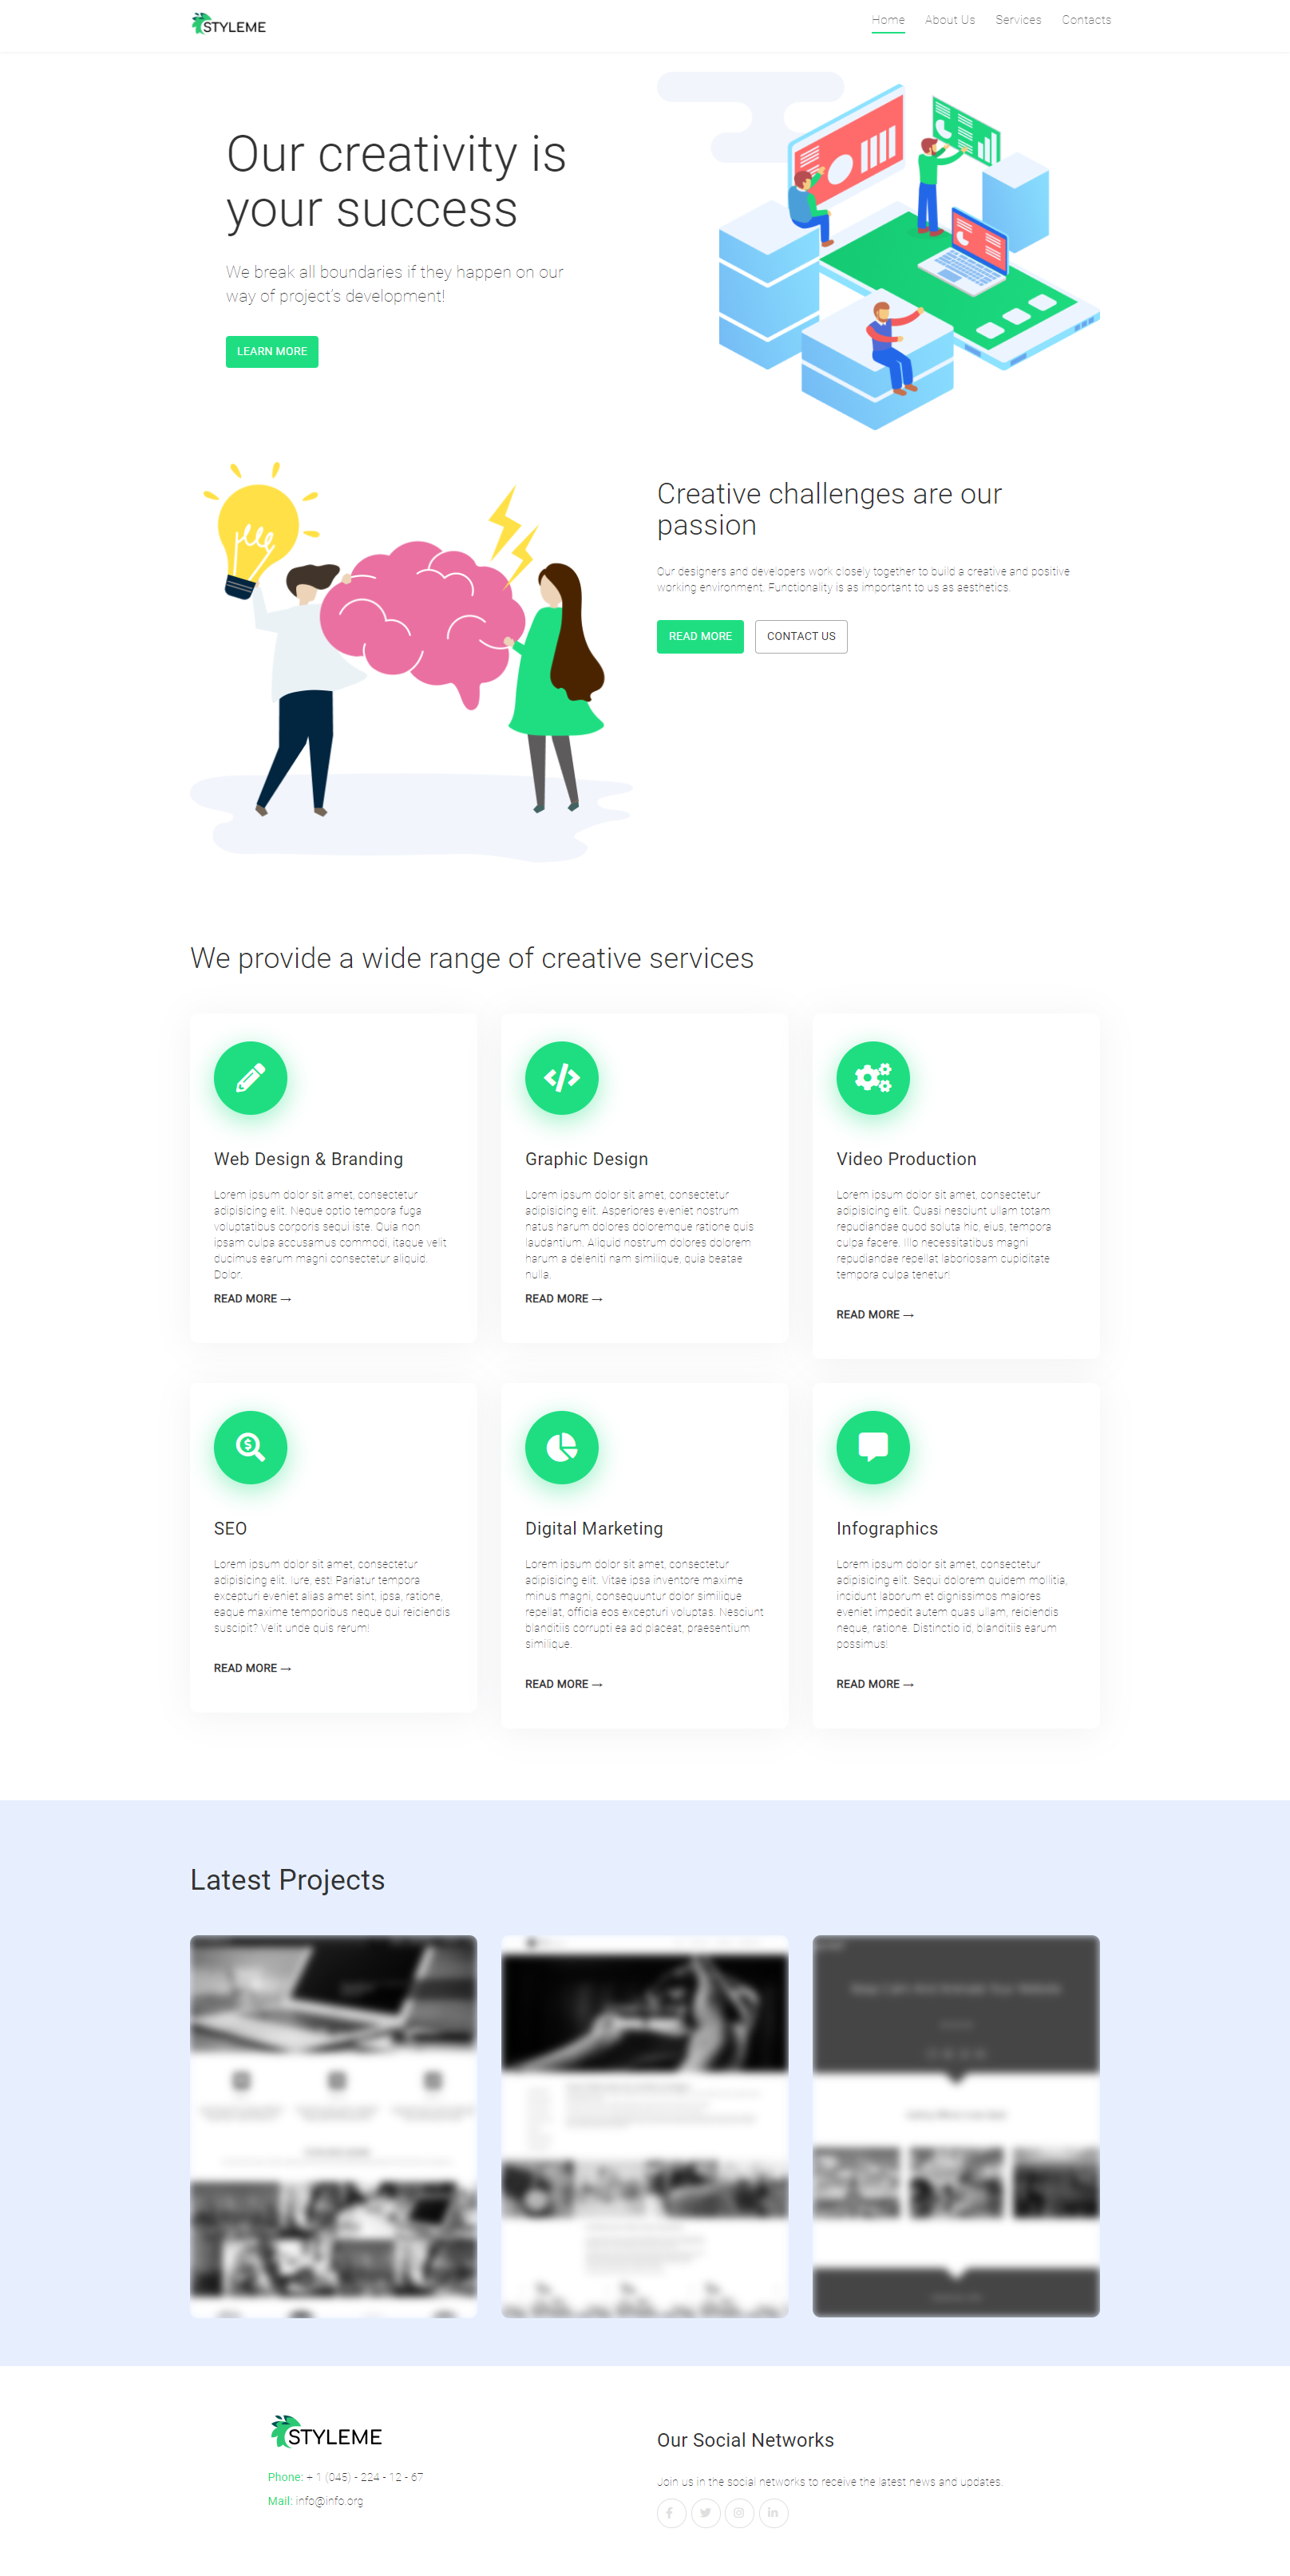 STYLEME
Home About Us Services Contacts
Our creativity is
your success
We break all boundaries if they happen on our
way of project's development!
LEARN MORE
Creative challenges are our
passion
Our designers and developers work closely together to build a creative and positive
working environment. Functionality is as important to us as aesthetics.
READ MORE CONTACT US
We provide a wide range of creative services
Web Design & Branding
Lorem ipsum dolor sit amet, consectetur
adipisicing elit. Neque optio tempora fuga
voluptatibus corporis sequi iste. Quia non
ipsam culpa accusamus commodi, itaque velit
ducimus earum magni consectetur aliquid.
Dolor.
READ MORE →
Graphic Design
Lorem ipsum dolor sit amet, consectetur
adipisicing elit. Asperiores eveniet nostrum
natus harum dolores doloremque ratione quis
laudantium. Aliquid nostrum dolores dolorem
harum a deleniti nam similique, quia beatae
nulla.
READ MORE →
Video Production
Lorem ipsum dolor sit amet, consectetur
adipisicing elit. Quasi nesciunt ullam totam
repudiandae quod soluta hic, eius, tempora
culpa facere. Illo necessitatibus magni
repudiandae repellat laboriosam cupiditate
tempora culpa tenetur!
READ MORE →
SEO
Lorem ipsum dolor sit amet, consectetur
adipisicing elit. Iure, est! Pariatur tempora
excepturi eveniet alias amet sint, ipsa, ratione,
eaque maxime temporibus neque qui reiciendis
suscipit? Velit unde quis rerum!
READ MORE →
Digital Marketing
Lorem ipsum dolor sit amet, consectetur
adipisicing elit. Vitae ipsa inventore maxime
minus magni, consequuntur dolor similique
repellat, officia eos excepturi voluptas. Nesciunt
blanditiis corrupti ea ad placeat, praesentium
similique.
READ MORE →
Infographics
Lorem ipsum dolor sit amet, consectetur
adipisicing elit. Sequi dolorem quidem mollitia,
incidunt laborum et dignissimos maiores
eveniet impedit autem quas ullam, reiciendis
neque, ratione. Distinctio id, blanditiis earum
possimus!
READ MORE →
Latest Projects
STYLEME
Phone: + 1 (045) - 224 - 12 - 67
Mail: info@info.org
Our Social Networks
Join us in the social networks to receive the latest news and updates.